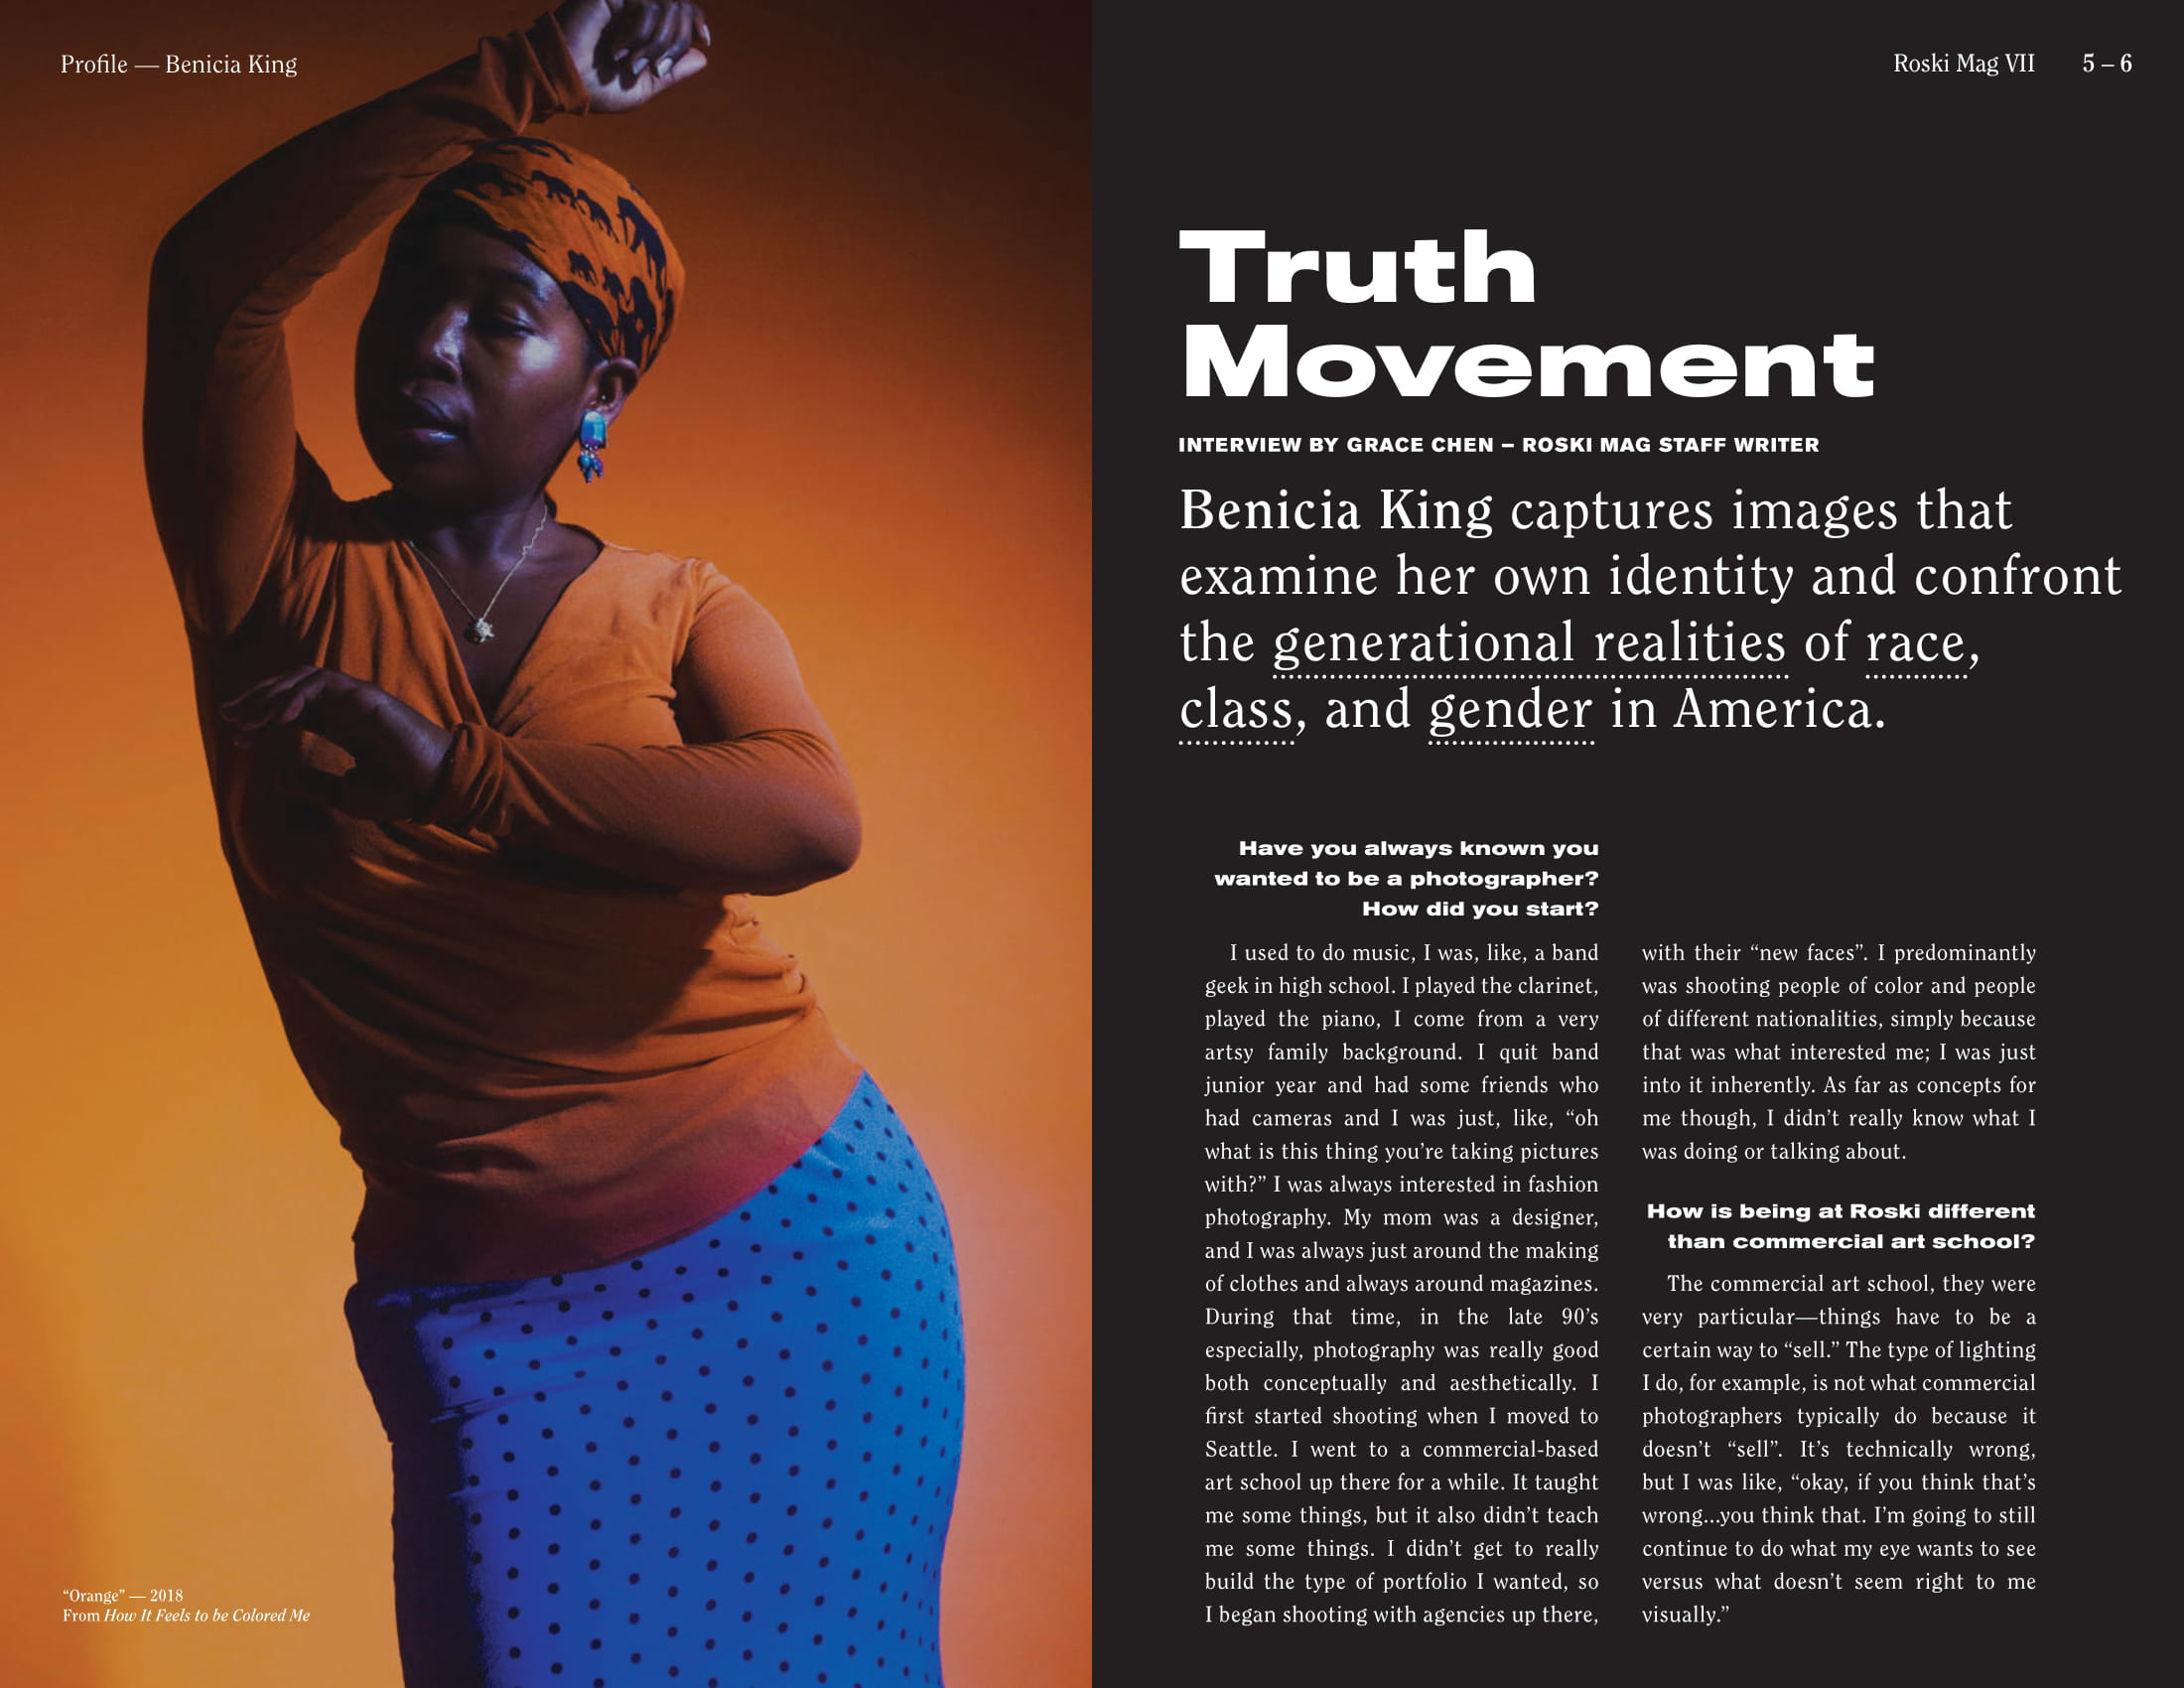 Profile — Benicia King
Roski Mag VII 5 – 6
Truth
Movement
INTERVIEW BY GRACE CHEN – ROSKI MAG STAFF WRITER
Benicia King captures images that
examine her own identity and confront
the generational realities of race,
class, and gender in America.
Have you always known you
wanted to be a photographer?
How did you start?
I used to do music, I was, like, a band
geek in high school. I played the clarinet,
played the piano, I come from a very
artsy family background. I quit band
junior year and had some friends who
had cameras and I was just, like, “oh
what is this thing you’re taking pictures
with?” I was always interested in fashion
photography. My mom was a designer,
and I was always just around the making
of clothes and always around magazines.
During that time, in the late 90’s
especially, photography was really good
both conceptually and aesthetically. I
first started shooting when I moved to
Seattle. I went to a commercial-based
art school up there for a while. It taught
me some things, but it also didn’t teach
me some things. I didn’t get to really
build the type of portfolio I wanted, so
I began shooting with agencies up there,
with their “new faces”. I predominantly
was shooting people of color and people
of different nationalities, simply because
that was what interested me; I was just
into it inherently. As far as concepts for
me though, I didn’t really know what I
was doing or talking about.
How is being at Roski different
than commercial art school?
The commercial art school, they were
very particular—things have to be a
certain way to “sell.” The type of lighting
I do, for example, is not what commercial
photographers typically do because it
doesn’t “sell”. It’s technically wrong,
but I was like, “okay, if you think that’s
wrong...you think that. I’m going to still
continue to do what my eye wants to see
versus what doesn’t seem right to me
visually.”
“Orange” — 2018
From How It Feels to be Colored Me